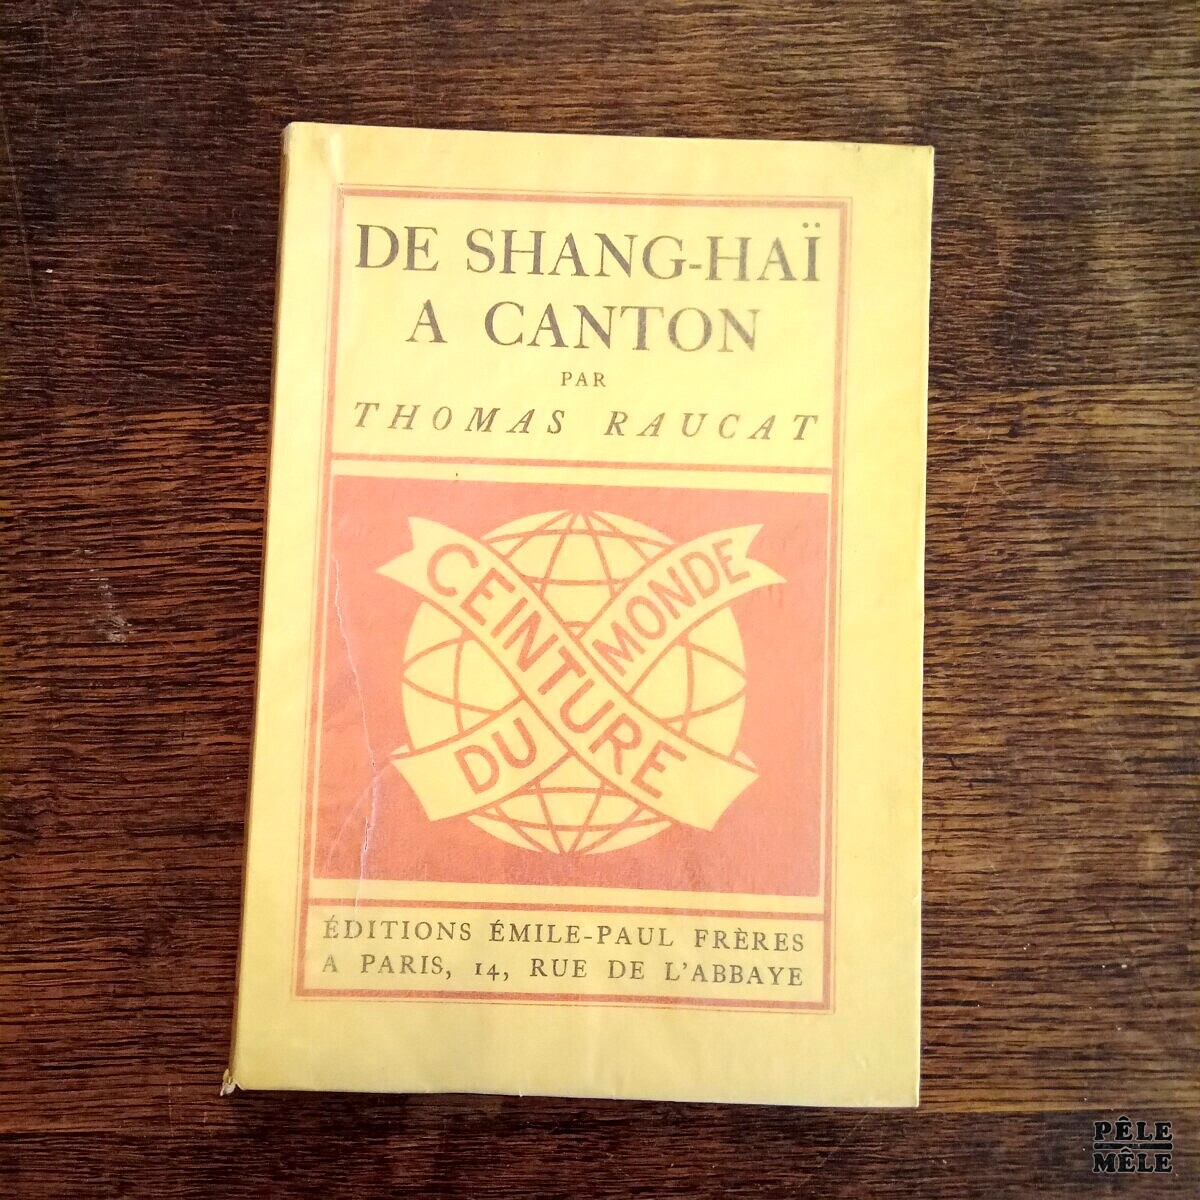 DE SHANG-HAÏ
A CANTON
PAR
THOMAS RAUCAT
CEINTURE
DU MONDE
ÉDITIONS ÉMILE-PAUL FRÈRES
A PARIS, 14, RUE DE L'ABBAYE
PÊLE
MÊLE